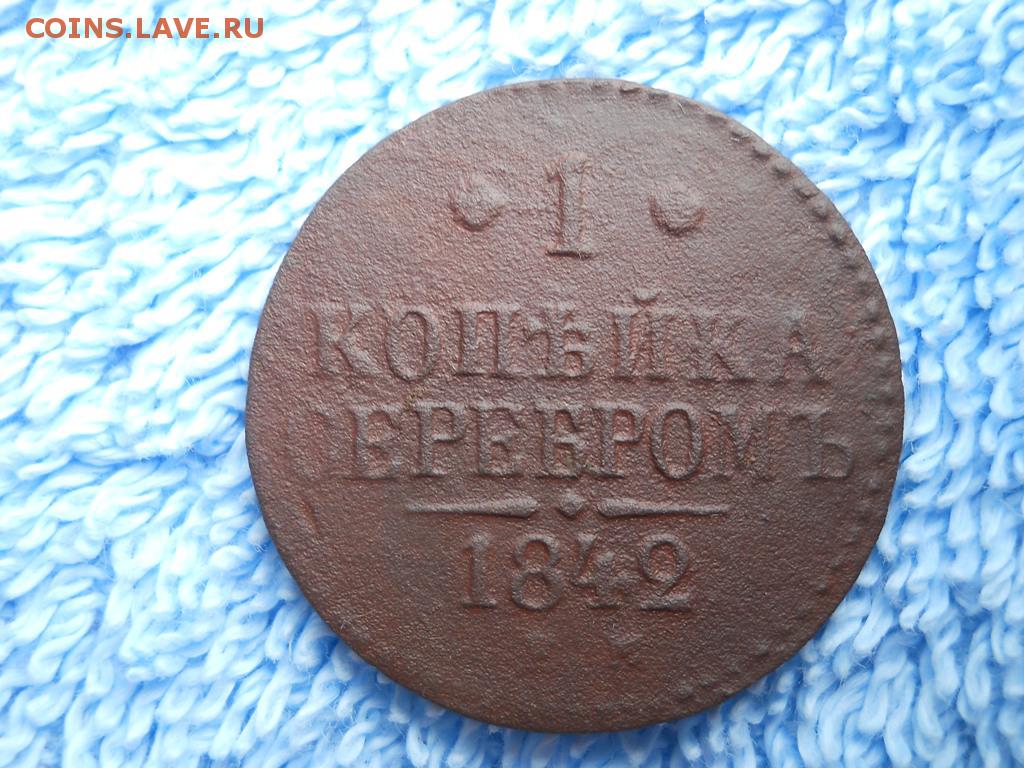 COINS.LAVE.RU
· 1 ·
КОПѢЙКА
СЕРЕБРОМЪ
1842